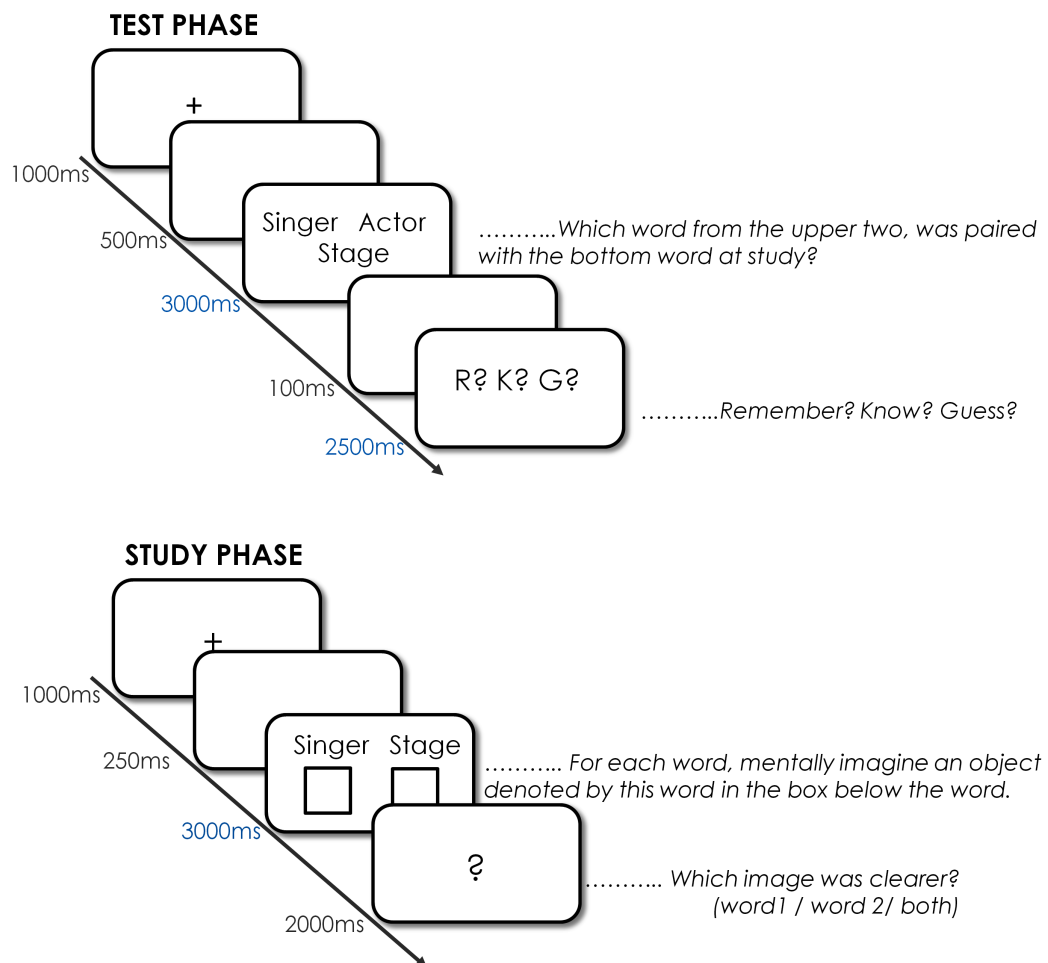 TEST PHASE
+
1000ms
500ms
Singer Actor
Stage
...........Which word from the upper two, was paired
with the bottom word at study?
3000ms
100ms
R? K? G?
...........Remember? Know? Guess?
2500ms
STUDY PHASE
+
1000ms
250ms
Singer Stage
........... For each word, mentally imagine an object
denoted by this word in the box below the word.
3000ms
?
........... Which image was clearer?
(word1 / word 2/ both)
2000ms